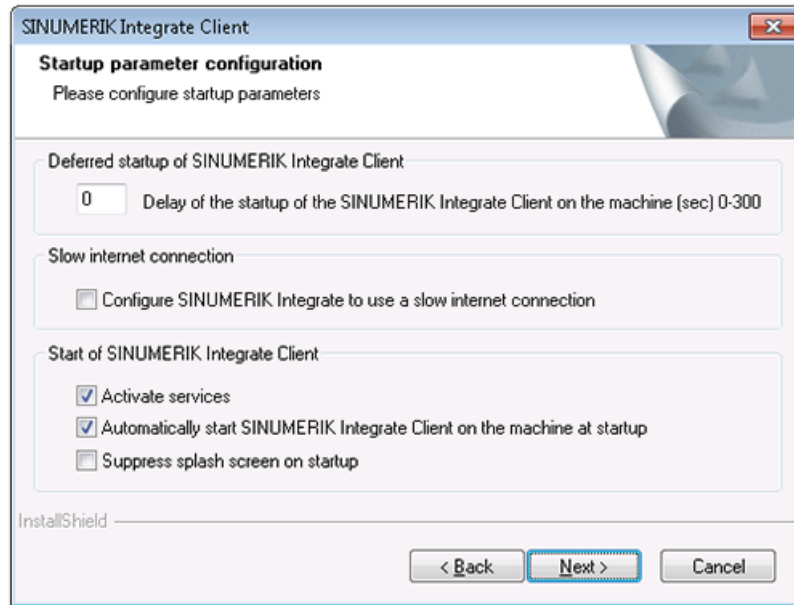 SINUMERIK Integrate Client
Startup parameter configuration
Please configure startup parameters
Deferred startup of SINUMERIK Integrate Client
0 Delay of the startup of the SINUMERIK Integrate Client on the machine (sec) 0-300
Slow internet connection
Configure SINUMERIK Integrate to use a slow internet connection
Start of SINUMERIK Integrate Client
Activate services
Automatically start SINUMERIK Integrate Client on the machine at startup
Suppress splash screen on startup
InstallShield
< Back Next > Cancel